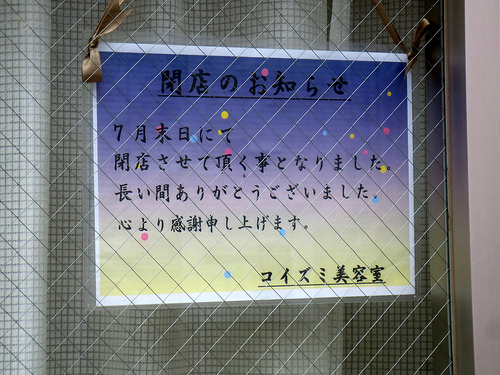 閉店のお知らせ
7月末日にて
閉店させて頂く事となりました。
長い間ありがとうございました。
心より感謝申し上げます。
コイズミ美容室